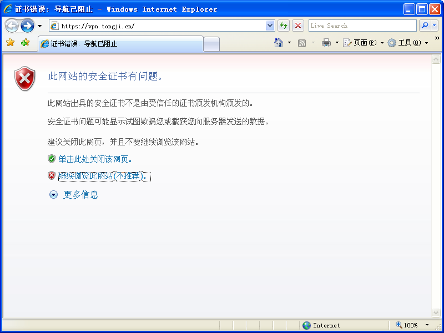 证书错误: 导航已阻止 - Windows Internet Explorer
https://vpn.tongji.cn/
Live Search
证书错误: 导航已阻止
页面(P)
工具(O)
此网站的安全证书有问题。
此网站出具的安全证书不是由受信任的证书颁发机构颁发的。
安全证书问题可能显示试图欺骗您或截获您向服务器发送的数据。
建议关闭此网页，并且不要继续浏览该网站。
单击此处关闭该网页。
继续浏览此网站(不推荐)。
更多信息
Internet
100%